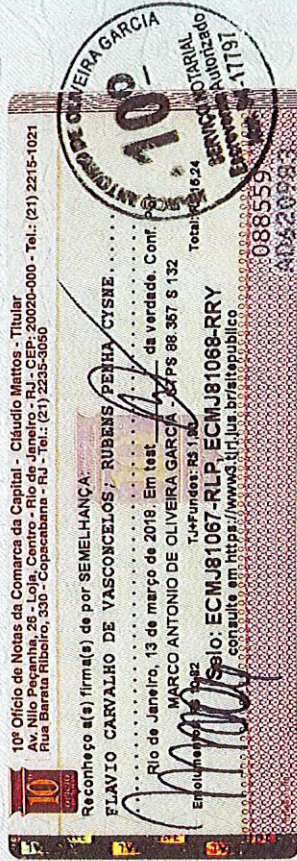 10º Ofício de Notas da Comarca da Capital - Cláudio Mattos - Titular
Av. Nilo Peçanha, 26 - Loja, Centro - Rio de Janeiro - RJ - CEP: 20020-000 - Tel.: (21) 2215-1021
Rua Barata Ribeiro, 330 - Copacabana - RJ - Tel.: (21) 2235-3050
10º
OFÍCIO
Reconheço a(s) firma(s) de por SEMELHANÇA:
FLAVIO CARVALHO DE VASCONCELOS; RUBENS PENHA CYSNE
Rio de Janeiro, 13 de março de 2018. Em test da verdade. Conf.
MARCO ANTONIO DE OLIVEIRA GARCIA CTPS 88.357 S 132
TJ+Fundos: R$
Total:
Selo: ECMJ81067-RLP, ECMJ81068-RRY
consulte em https://www3.tjrj.jus.br/sitepublico
088559
MARCO ANTONIO DE OLIVEIRA GARCIA
10º
SERVIÇO NOTARIAL
Escrevente Autorizado